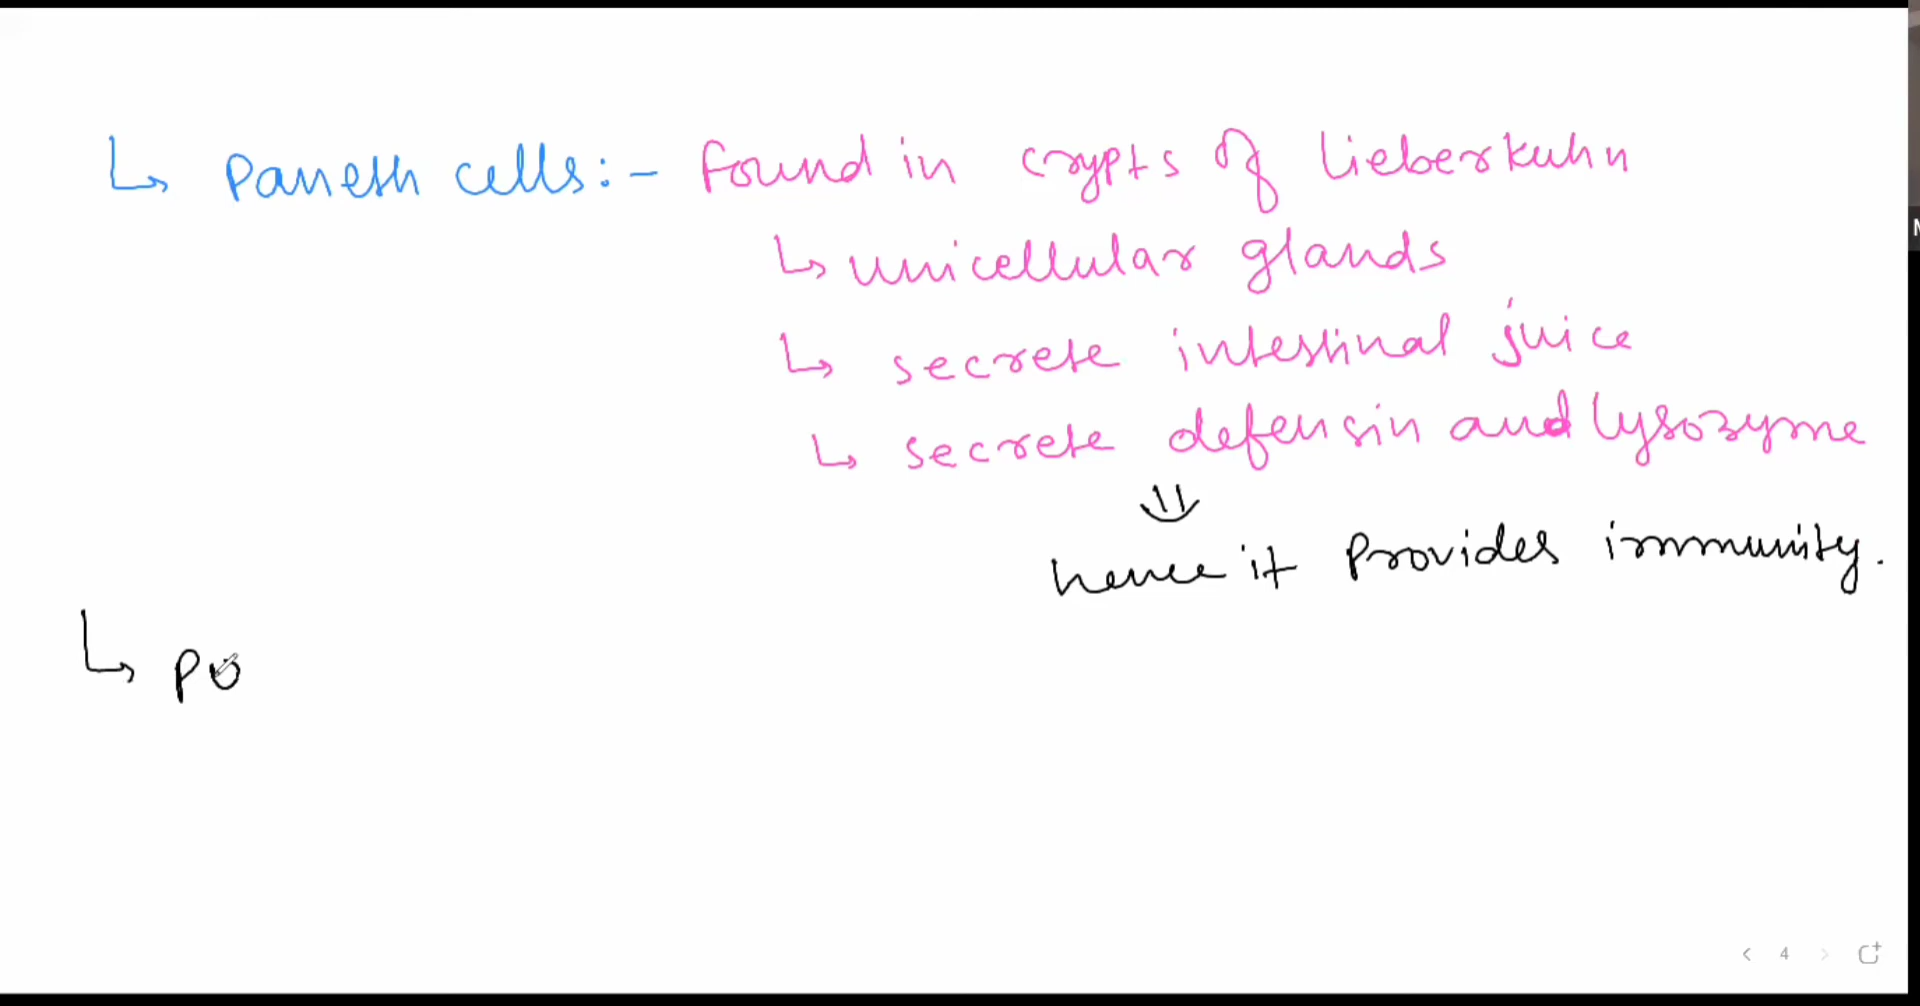 ↳ Paneth cells:- Found in crypts of Lieberkuhn
↳ unicellular glands
↳ secrete intestinal juice
↳ secrete defensin and lysozyme
⇓
hence it Provides immunity.
↳ Po
< 4 >